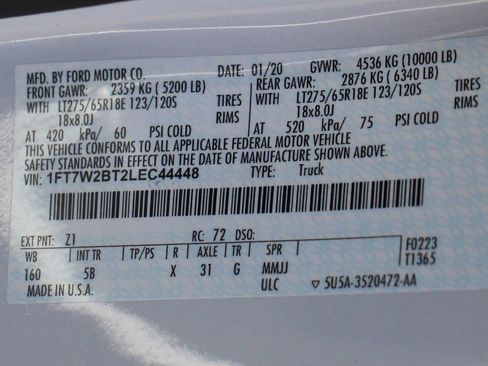 MFD. BY FORD MOTOR CO. DATE: 01/20 GVWR: 4536 KG (10000 LB)
FRONT GAWR: 2359 KG ( 5200 LB) REAR GAWR: 2876 KG ( 6340 LB)
WITH LT275/65R18E 123/120S TIRES WITH LT275/65R18E 123/120S TIRES
18x8.0J RIMS 18x8.0J RIMS
AT 420 kPa/ 60 PSI COLD AT 520 kPa/ 75 PSI COLD
THIS VEHICLE CONFORMS TO ALL APPLICABLE FEDERAL MOTOR VEHICLE
SAFETY STANDARDS IN EFFECT ON THE DATE OF MANUFACTURE SHOWN ABOVE.
VIN: 1FT7W2BT2LEC44448 TYPE: Truck
EXT PNT: Z1 RC: 72 DSO:
WB INT TR TP/PS R AXLE TR SPR F0223
160 5B X 31 G MMJJ T1365
MADE IN U.S.A. ULC ▽ 5U5A-3520472-AA